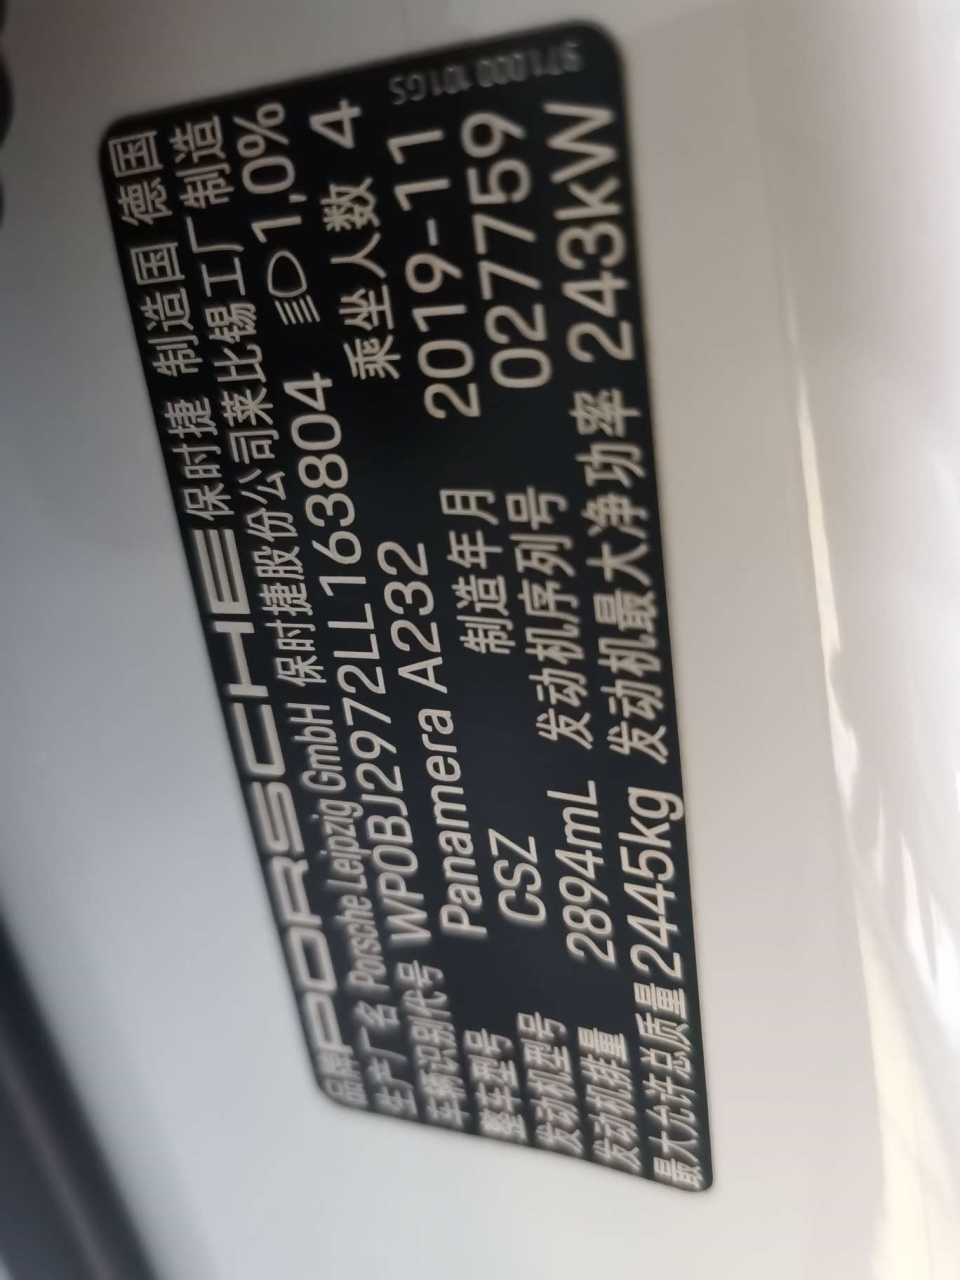 971.000.101GS
品牌 PORSCHE 保时捷 制造国 德国
生产厂名 Porsche Leipzig GmbH 保时捷股份公司莱比锡工厂制造
车辆识别代号 WP0BJ2972LL163804 1,0%
整车型号 Panamera A232 乘坐人数 4
发动机型号 CSZ 制造年月 2019-11
发动机排量 2894mL 发动机序列号 027759
最大允许总质量 2445kg 发动机最大净功率 243kW